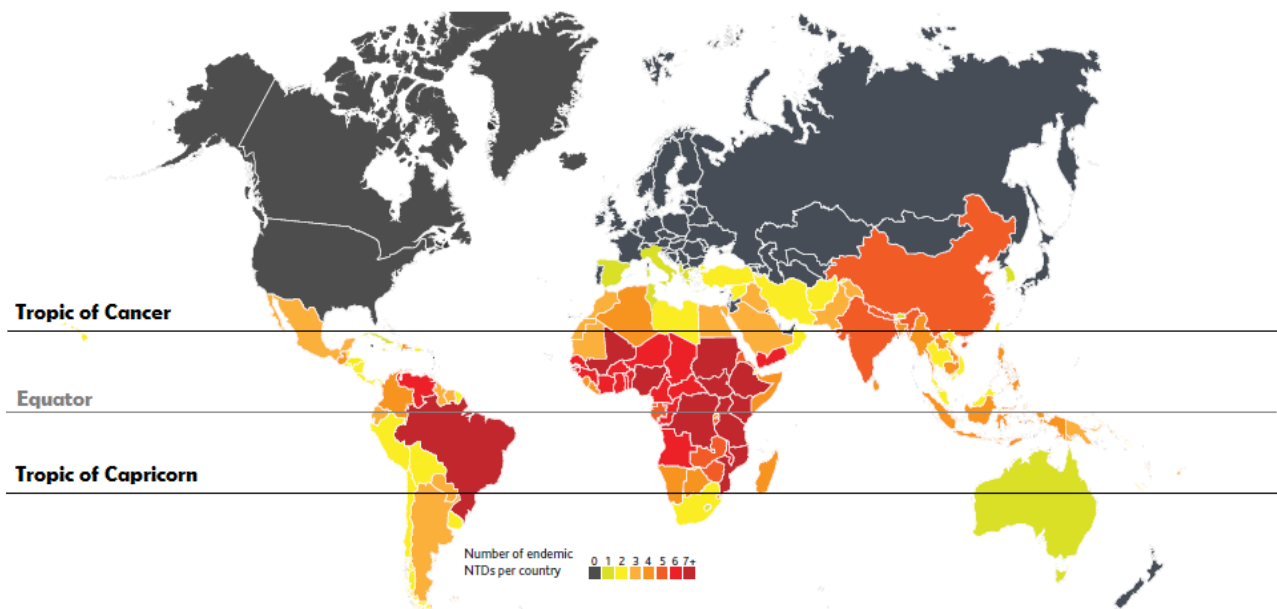 Tropic of Cancer
Equator
Tropic of Capricorn
Number of endemic
NTDs per country
0 1 2 3 4 5 6 7+